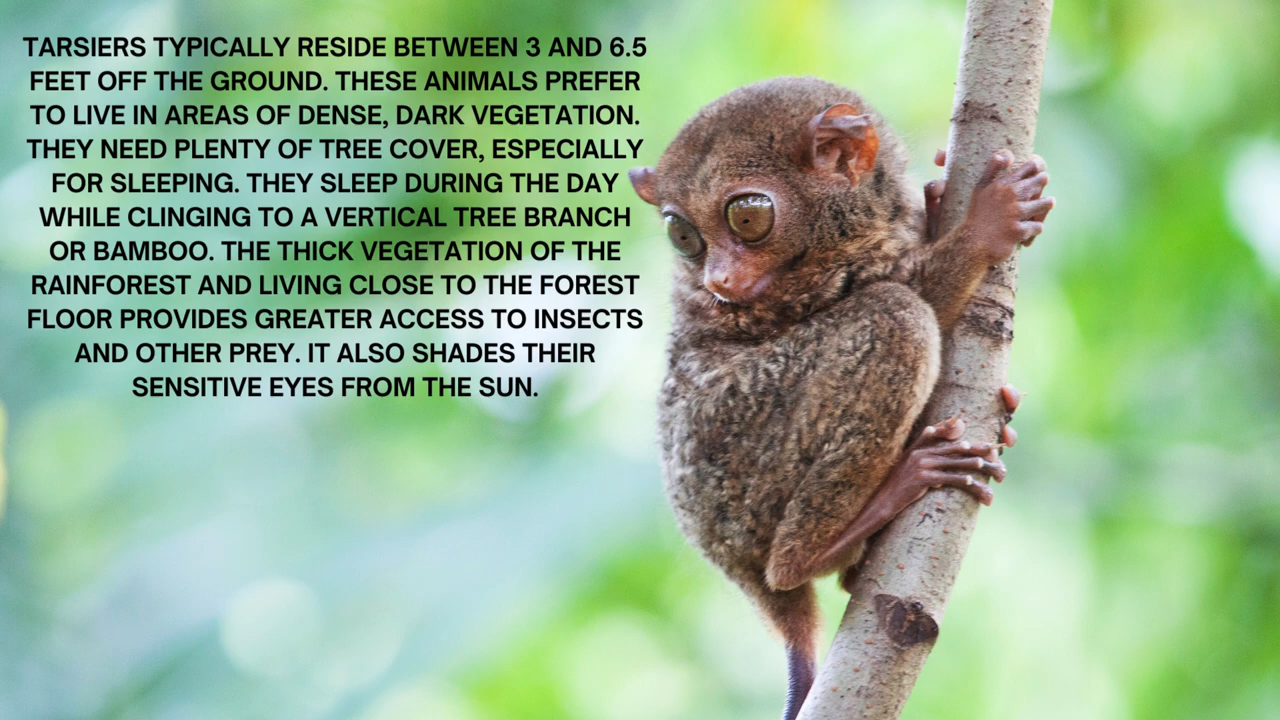 TARSIERS TYPICALLY RESIDE BETWEEN 3 AND 6.5
FEET OFF THE GROUND. THESE ANIMALS PREFER
TO LIVE IN AREAS OF DENSE, DARK VEGETATION.
THEY NEED PLENTY OF TREE COVER, ESPECIALLY
FOR SLEEPING. THEY SLEEP DURING THE DAY
WHILE CLINGING TO A VERTICAL TREE BRANCH
OR BAMBOO. THE THICK VEGETATION OF THE
RAINFOREST AND LIVING CLOSE TO THE FOREST
FLOOR PROVIDES GREATER ACCESS TO INSECTS
AND OTHER PREY. IT ALSO SHADES THEIR
SENSITIVE EYES FROM THE SUN.